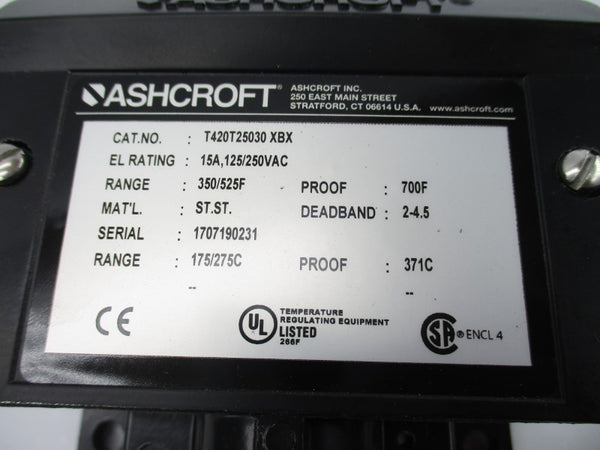 ASHCROFT®
ASHCROFT®
ASHCROFT INC.
250 EAST MAIN STREET
STRATFORD, CT 06614 U.S.A. www.ashcroft.com
CAT.NO. : T420T25030 XBX
EL RATING : 15A,125/250VAC
RANGE : 350/525F PROOF : 700F
MAT'L. : ST.ST. DEADBAND : 2-4.5
SERIAL : 1707190231
RANGE : 175/275C PROOF : 371C
-- --
CE
UL
TEMPERATURE
REGULATING EQUIPMENT
LISTED
266F
SA ® ENCL 4